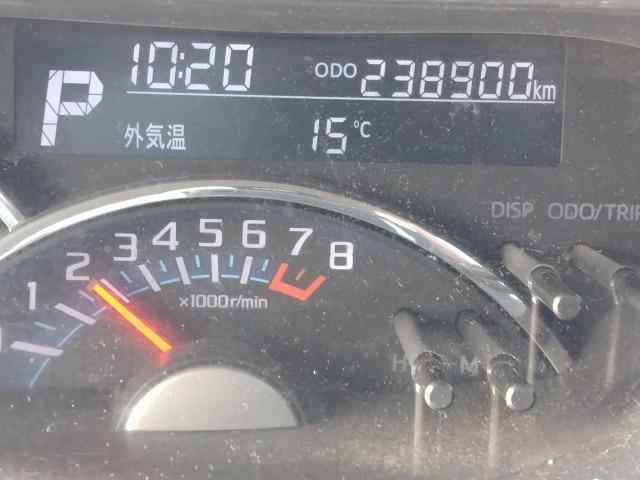 P
10:20 ODO 238900km
外気温 15℃
DISP ODO/TRIP
0 1 2 3 4 5 6 7 8
×1000r/min
H M